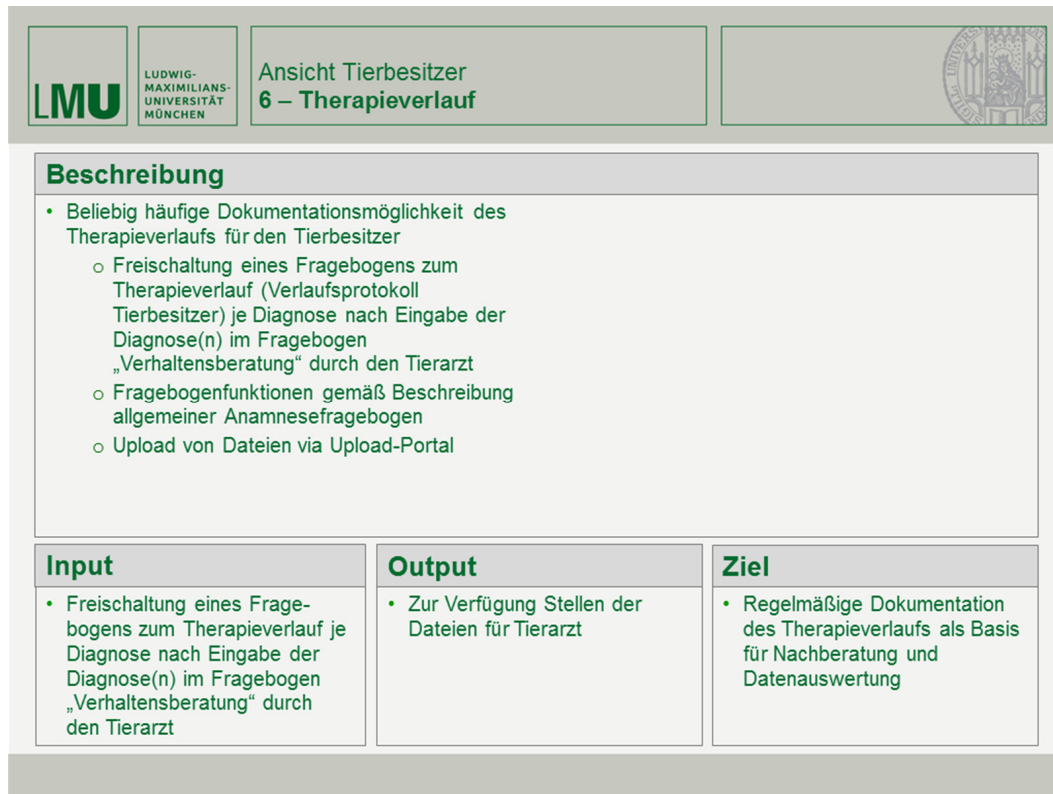 LMU
LUDWIG-
MAXIMILIANS-
UNIVERSITÄT
MÜNCHEN
Ansicht Tierbesitzer
6 – Therapieverlauf
Beschreibung
• Beliebig häufige Dokumentationsmöglichkeit des
Therapieverlaufs für den Tierbesitzer
o Freischaltung eines Fragebogens zum
Therapieverlauf (Verlaufsprotokoll
Tierbesitzer) je Diagnose nach Eingabe der
Diagnose(n) im Fragebogen
„Verhaltensberatung“ durch den Tierarzt
o Fragebogenfunktionen gemäß Beschreibung
allgemeiner Anamnesefragebogen
o Upload von Dateien via Upload-Portal
Input
• Freischaltung eines Frage-
bogens zum Therapieverlauf je
Diagnose nach Eingabe der
Diagnose(n) im Fragebogen
„Verhaltensberatung“ durch
den Tierarzt
Output
• Zur Verfügung Stellen der
Dateien für Tierarzt
Ziel
• Regelmäßige Dokumentation
des Therapieverlaufs als Basis
für Nachberatung und
Datenauswertung